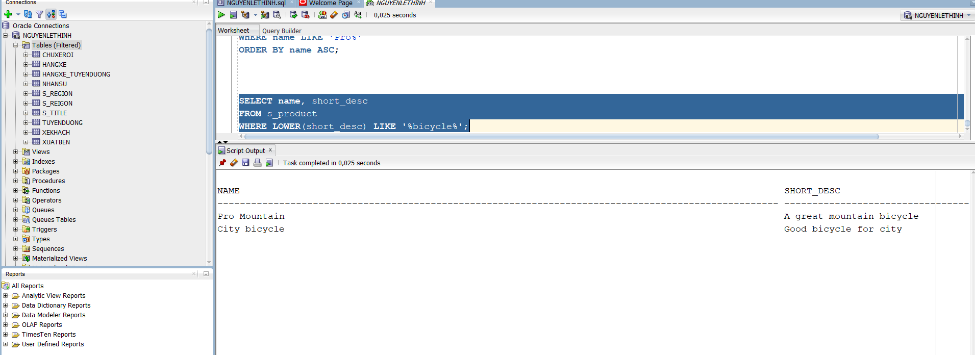 Connections
NGUYENLETHINH.sql
Welcome Page
NGUYENLETHINH
Oracle Connections
NGUYENLETHINH
Tables (Filtered)
CHUXEROI
HANGXE
HANGXE_TUYENDUONG
NHANSU
S_REGION
S_REIGON
S_TITLE
TUYENDUONG
XEKHACH
XUATBEN
Views
Indexes
Packages
Procedures
Functions
Operators
Queues
Queues Tables
Triggers
Types
Sequences
Materialized Views
Reports
All Reports
Analytic View Reports
Data Dictionary Reports
Data Modeler Reports
OLAP Reports
TimesTen Reports
User Defined Reports
0,025 seconds
NGUYENLETHINH
Worksheet
Query Builder
WHERE name LIKE 'Pro%'
ORDER BY name ASC;
SELECT name, short_desc
FROM s_product
WHERE LOWER(short_desc) LIKE '%bicycle%';
Script Output
Task completed in 0,025 seconds
NAME SHORT_DESC
Pro Mountain A great mountain bicycle
City bicycle Good bicycle for city